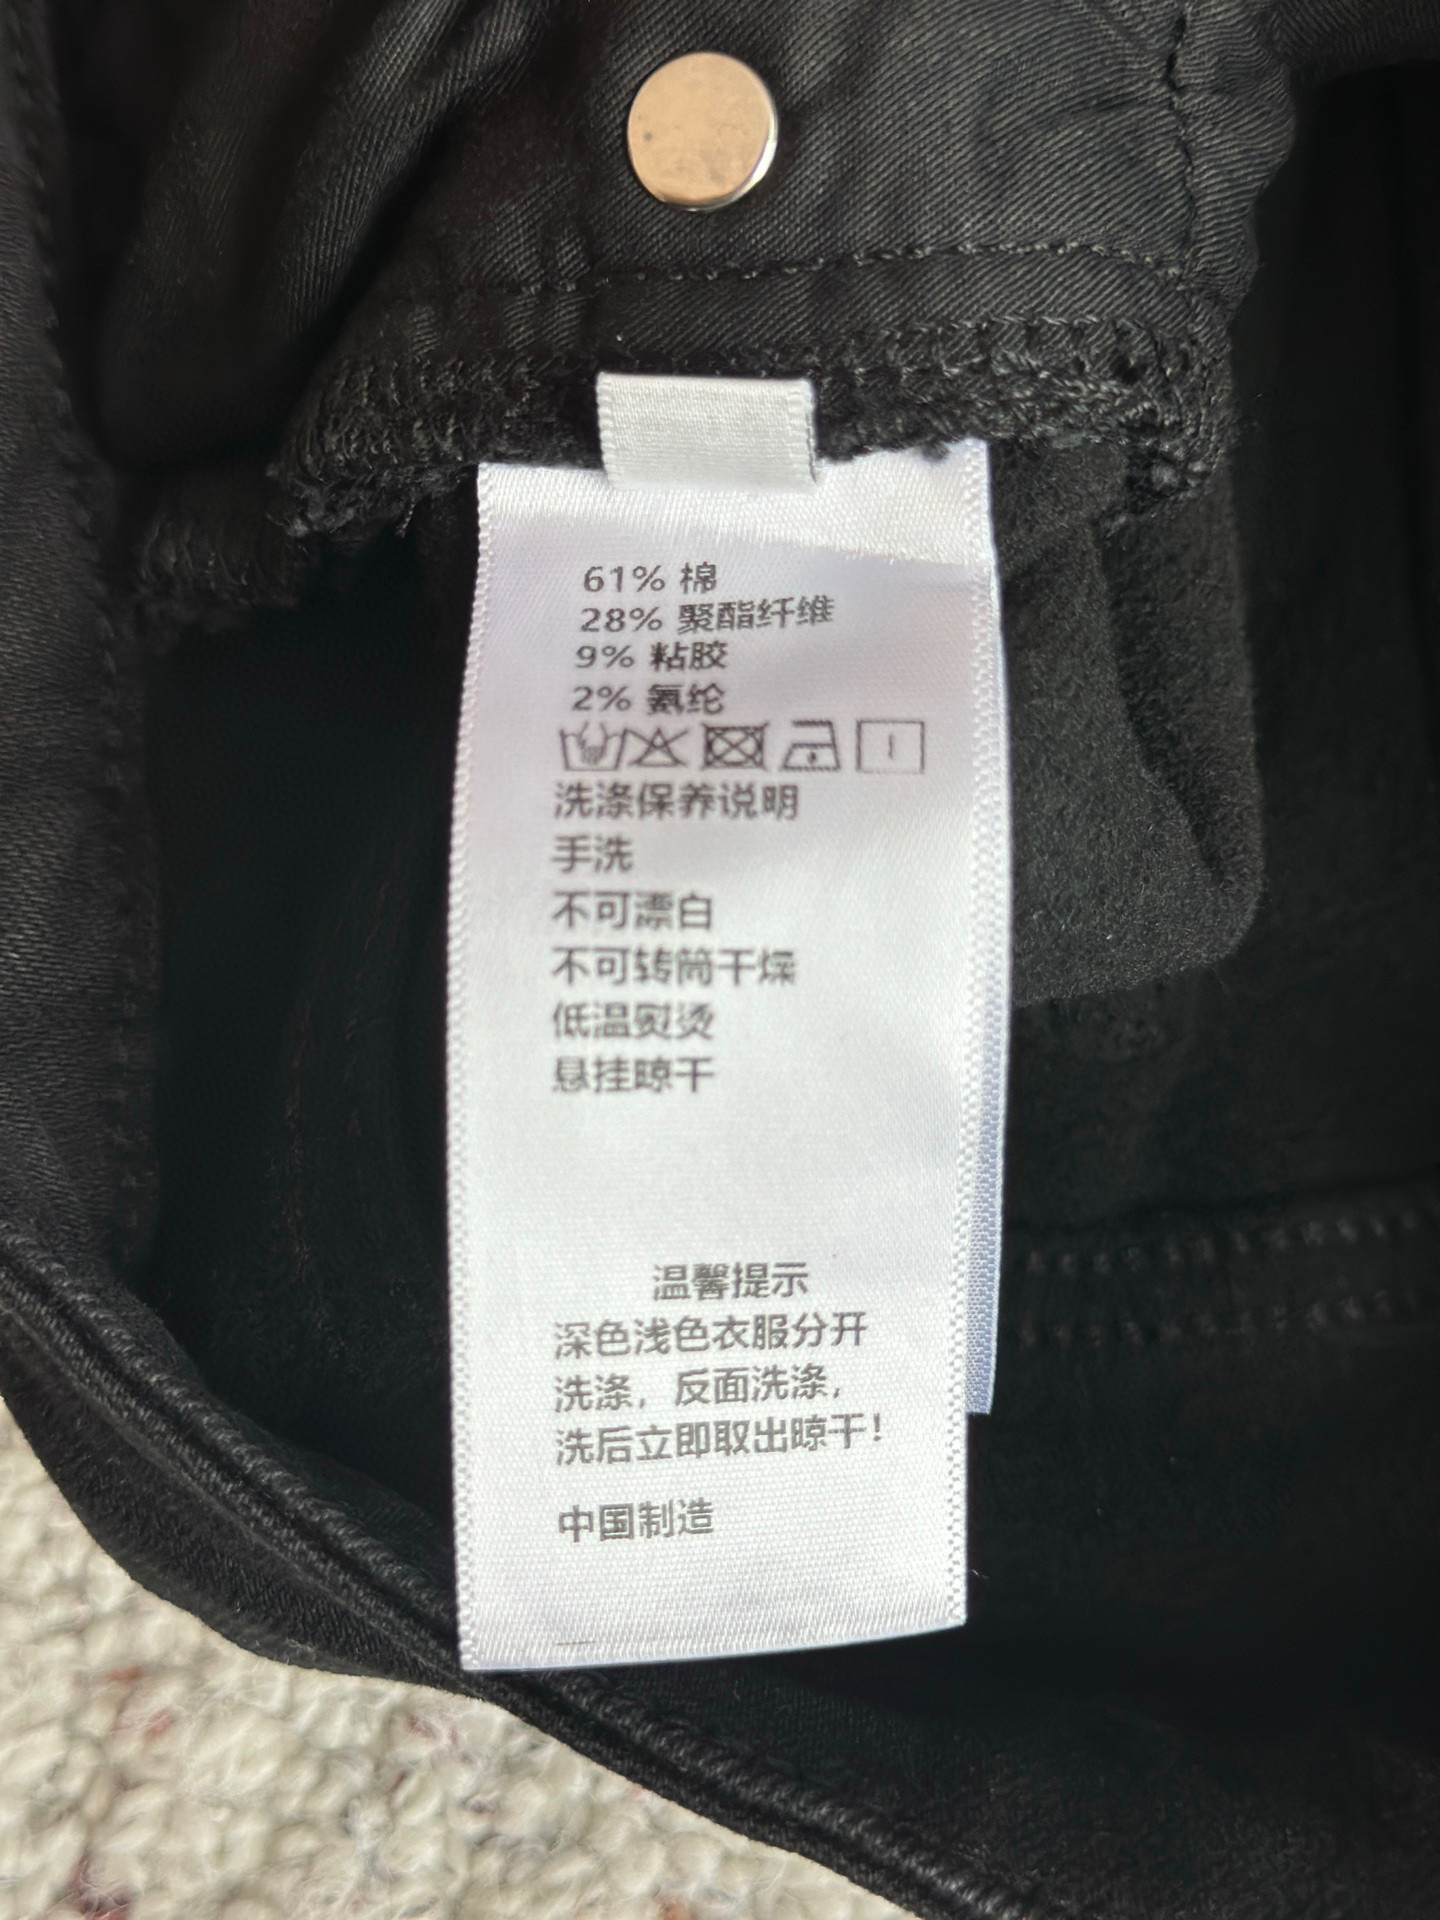 61% 棉
28% 聚酯纤维
9% 粘胶
2% 氨纶
洗涤保养说明
手洗
不可漂白
不可转筒干燥
低温熨烫
悬挂晾干
温馨提示
深色浅色衣服分开
洗涤，反面洗涤，
洗后立即取出晾干！
中国制造